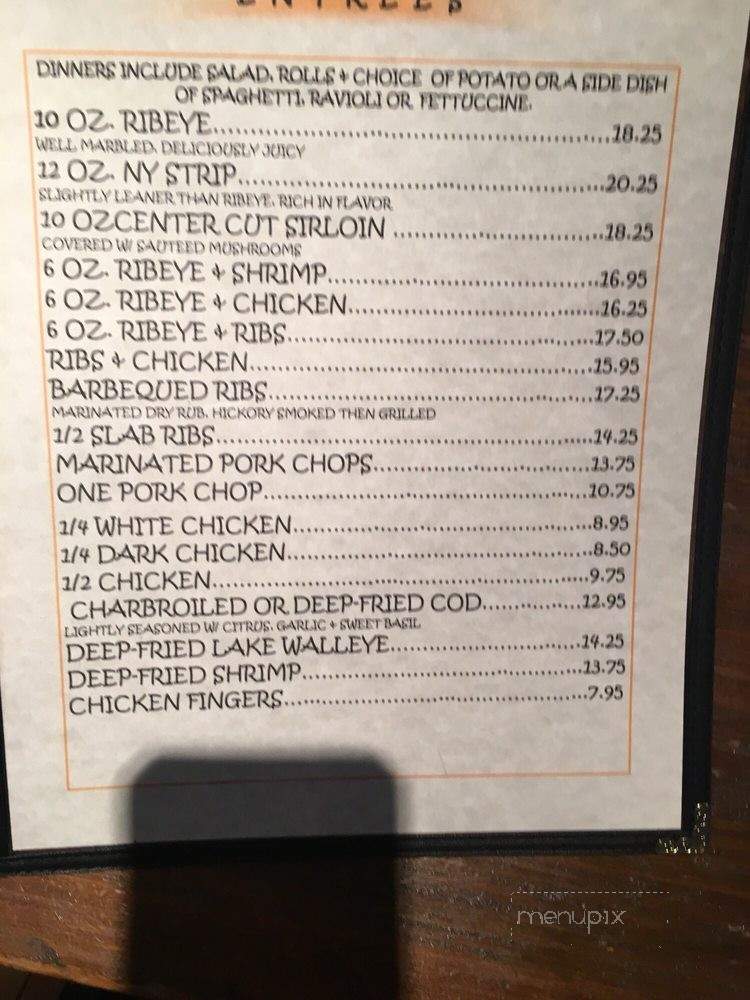 ENTREES
DINNERS INCLUDE SALAD, ROLLS & CHOICE OF POTATO OR A SIDE DISH
OF SPAGHETTI, RAVIOLI OR FETTUCCINE.
10 OZ. RIBEYE...........18.25
WELL MARBLED, DELICIOUSLY JUICY
12 OZ. NY STRIP...........20.25
SLIGHTLY LEANER THAN RIBEYE, RICH IN FLAVOR
10 OZCENTER CUT SIRLOIN ...........18.25
COVERED W/ SAUTEED MUSHROOMS
6 OZ. RIBEYE & SHRIMP...........16.95
6 OZ. RIBEYE & CHICKEN...........16.25
6 OZ. RIBEYE & RIBS...........17.50
RIBS & CHICKEN...........15.95
BARBEQUED RIBS...........17.25
MARINATED DRY RUB, HICKORY SMOKED THEN GRILLED
1/2 SLAB RIBS...........14.25
MARINATED PORK CHOPS...........13.75
ONE PORK CHOP...........10.75
1/4 WHITE CHICKEN...........8.95
1/4 DARK CHICKEN...........8.50
1/2 CHICKEN...........9.75
CHARBROILED OR DEEP-FRIED COD...........12.95
LIGHTLY SEASONED W/ CITRUS, GARLIC & SWEET BASIL
DEEP-FRIED LAKE WALLEYE...........14.25
DEEP-FRIED SHRIMP...........13.75
CHICKEN FINGERS...........7.95
menupix